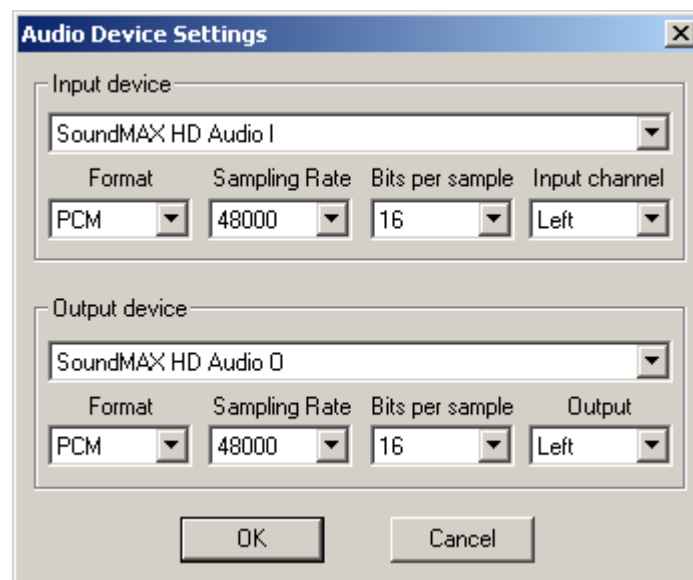 Audio Device Settings
Input device
SoundMAX HD Audio I
Format Sampling Rate Bits per sample Input channel
PCM 48000 16 Left
Output device
SoundMAX HD Audio O
Format Sampling Rate Bits per sample Output
PCM 48000 16 Left
OK Cancel